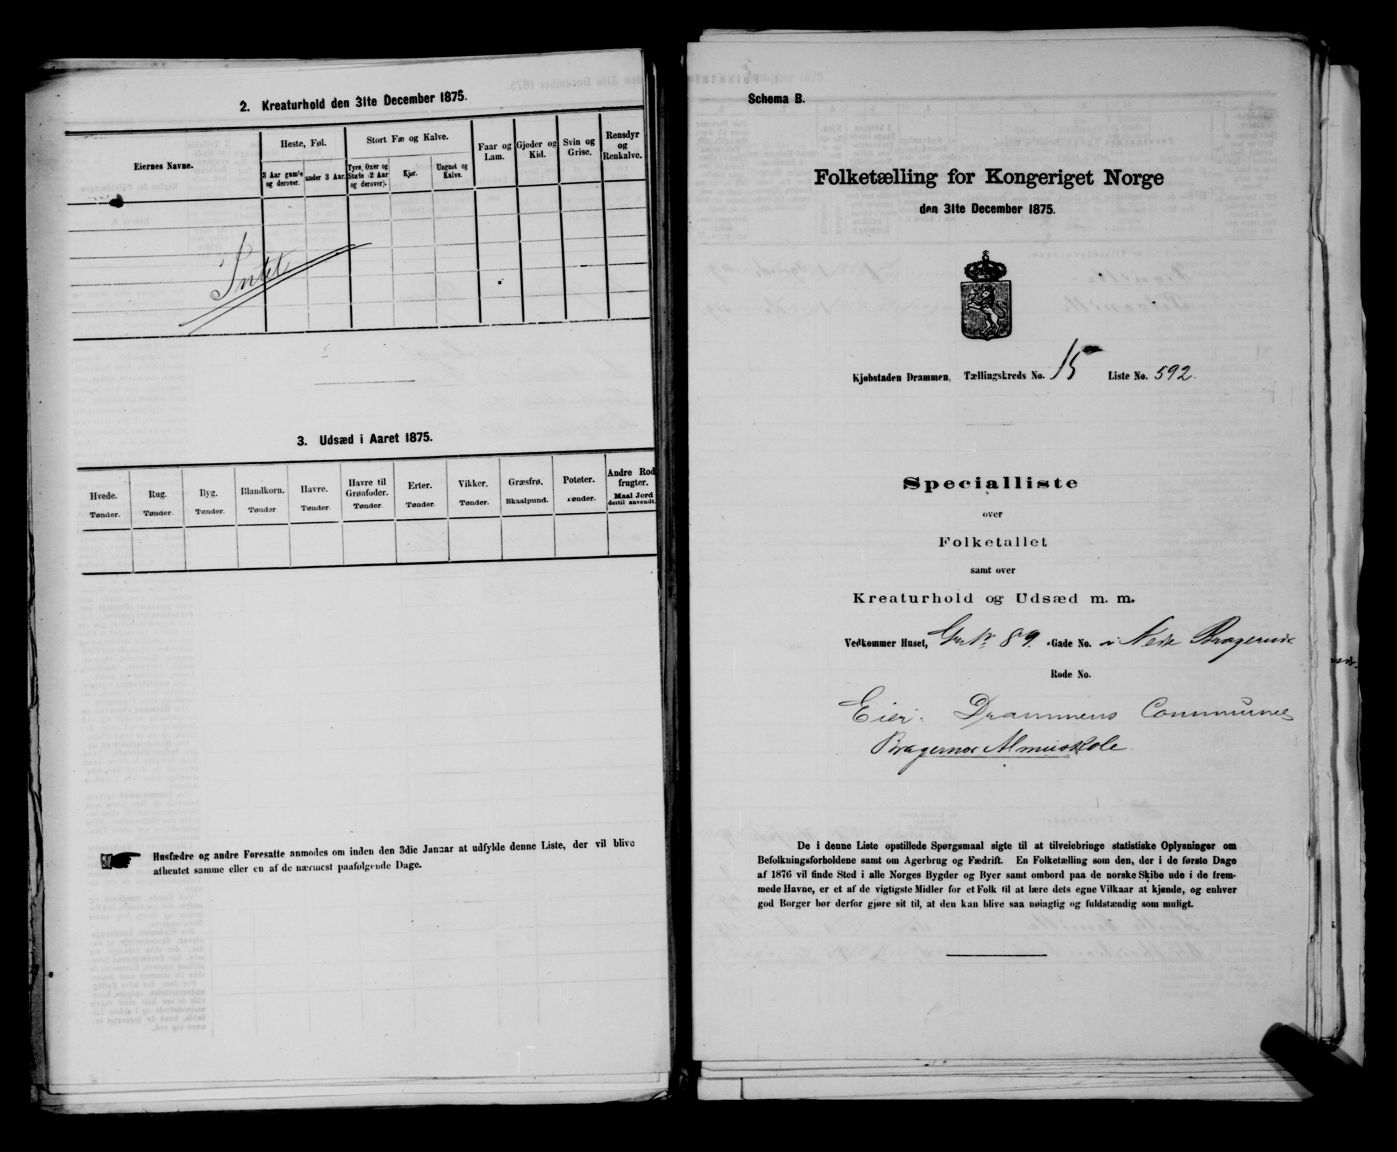 2. Kreaturhold den 31te December 1875.
Eiernes Navne.
Heste, Føl.
3 Aar gamle og derover.
under 3 Aar.
Stort Fæ og Kalve.
Tyre, Oxer og Stude (2 Aar og derover).
Kjør.
Ungnøt og Kalve.
Faar og Lam.
Gjeder og Kid.
Svin og Grise.
Rensdyr og Renkalve.
Intet
3. Udsæd i Aaret 1875.
Hvede. Tønder.
Rug. Tønder.
Byg. Tønder.
Blandkorn. Tønder
Havre. Tønder
Havre til Grønfoder. Tønder
Erter. Tønder.
Vikker. Tønder.
Græsfrø. Skaalpund.
Poteter. Tønder.
Andre Rodfrugter. Maal Jord dertil anvendt.
Husfædre og andre Foresatte anmodes om inden den 3die Januar at udfylde denne Liste, der vil blive
afhentet samme eller en af de nærmest paafølgende Dage.
Schema B.
Folketælling for Kongeriget Norge
den 31te December 1875.
Kjøbstaden Drammen, Tællingskreds No. 15 Liste No. 592.
Specialliste
over
Folketallet
samt over
Kreaturhold og Udsæd m. m.
Vedkommer Huset, Gr No 89. Gade No. i Nedre Bragernæs
Rode No.
Eier: Drammens Communes
Bragernes Almueskole.
De i denne Liste opstillede Spørgsmaal sigte til at tilveiebringe statistiske Oplysninger om
Befolkningsforholdene samt om Agerbrug og Fædrift. En Folketælling som den, der i de første Dage
af 1876 vil finde Sted i alle Norges Bygder og Byer samt ombord paa de norske Skibe ude i de frem-
mede Havne, er et af de vigtigste Midler for et Folk til at lære dets egne Vilkaar at kjende, og enhver
god Borger bør derfor gjøre sit til, at den kan blive saa nøiagtig og fuldstændig som muligt.